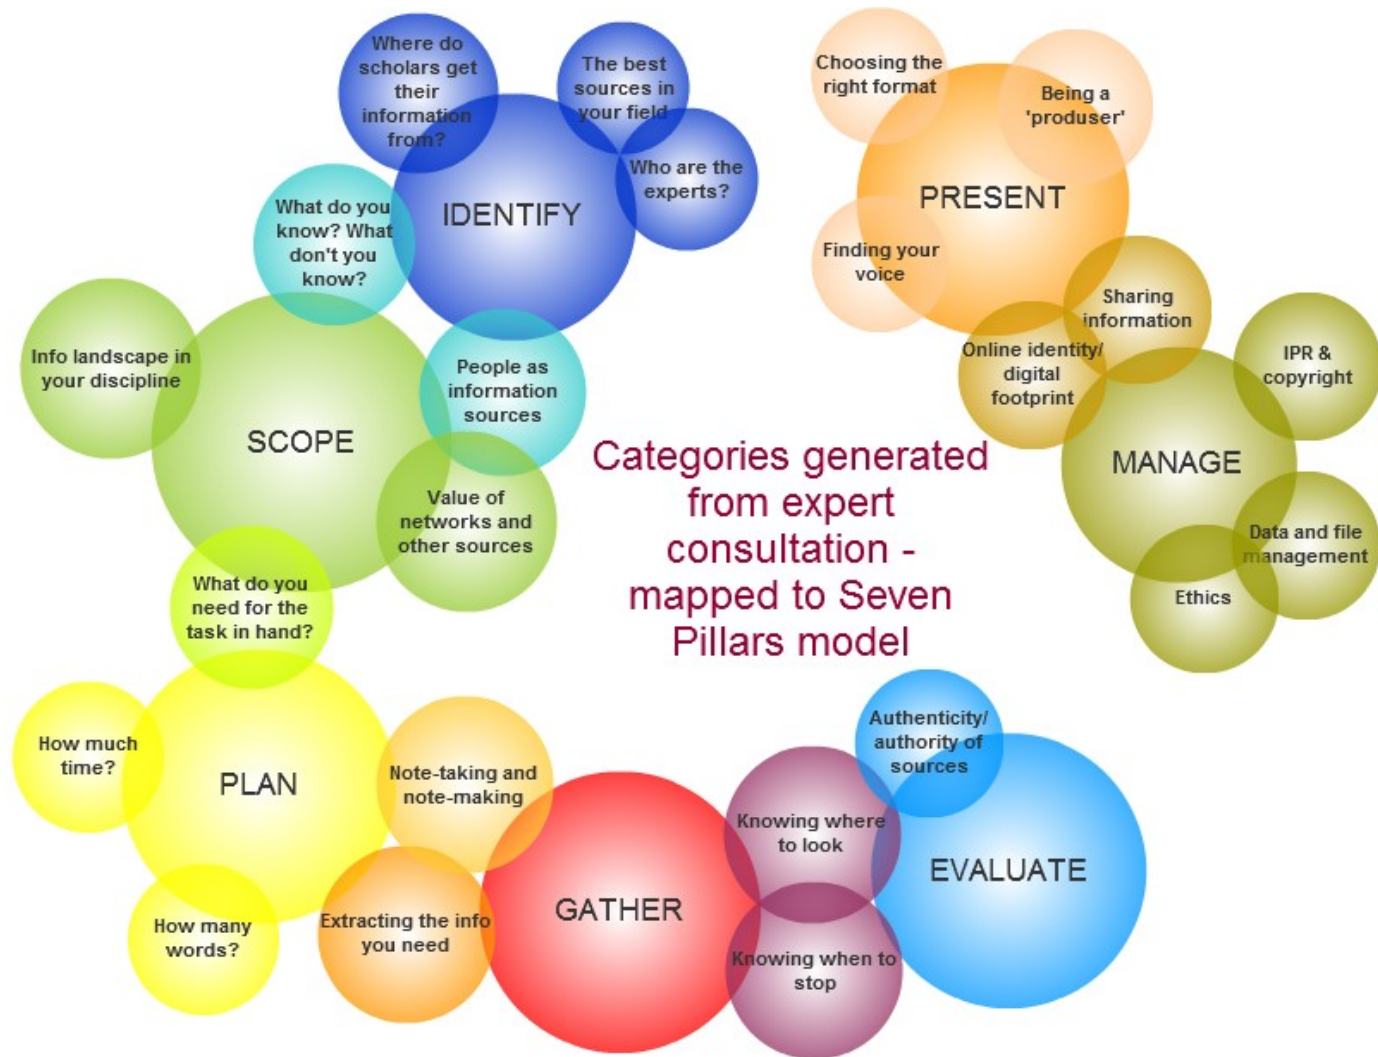 Where do
scholars get
their
information
from?
The best
sources in
your field
Who are the
experts?
IDENTIFY
What do you
know? What
don't you
know?
Info landscape in
your discipline
SCOPE
People as
information
sources
Value of
networks and
other sources
What do you
need for the
task in hand?
How much
time?
PLAN
How many
words?
Note-taking and
note-making
Extracting the info
you need
GATHER
Knowing where
to look
Knowing when to
stop
Authenticity/
authority of
sources
EVALUATE
Choosing the
right format
Being a
'produser'
PRESENT
Finding your
voice
Sharing
information
Online identity/
digital
footprint
IPR &
copyright
MANAGE
Data and file
management
Ethics
Categories generated
from expert
consultation -
mapped to Seven
Pillars model